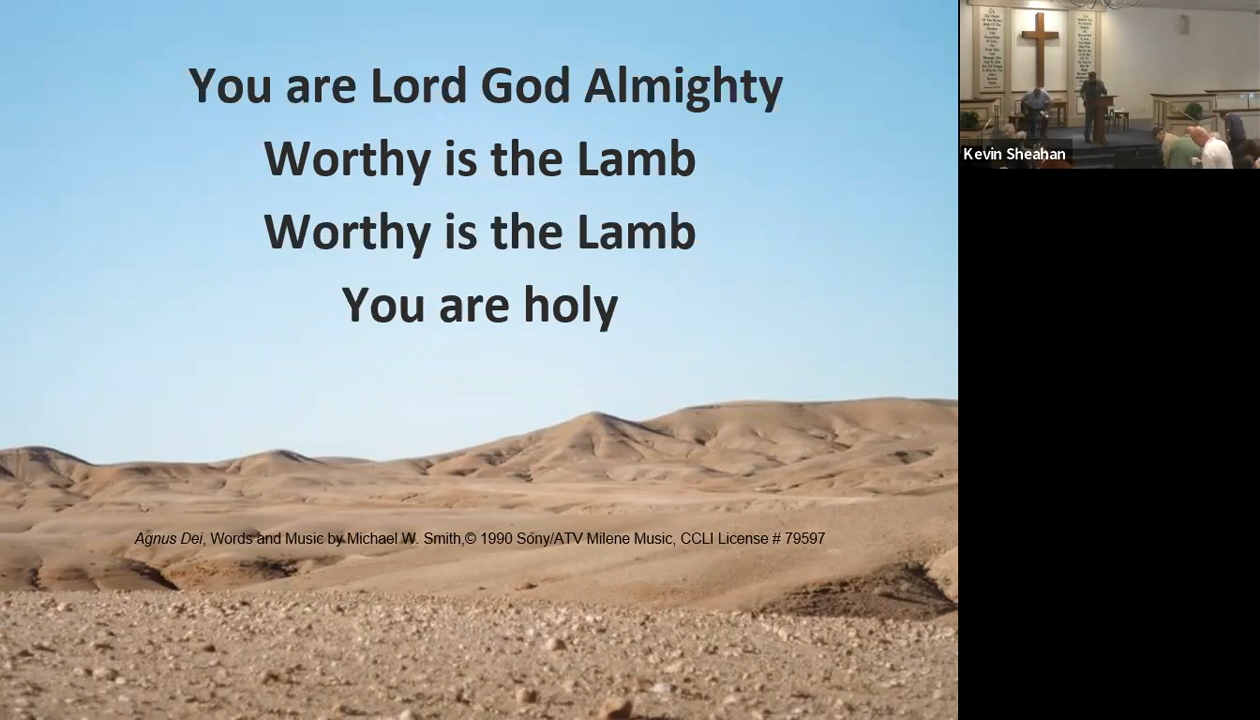 You are Lord God Almighty
Worthy is the Lamb
Worthy is the Lamb
You are holy
Agnus Dei, Words and Music by Michael W. Smith,© 1990 Sony/ATV Milene Music, CCLI License # 79597
Kevin Sheahan